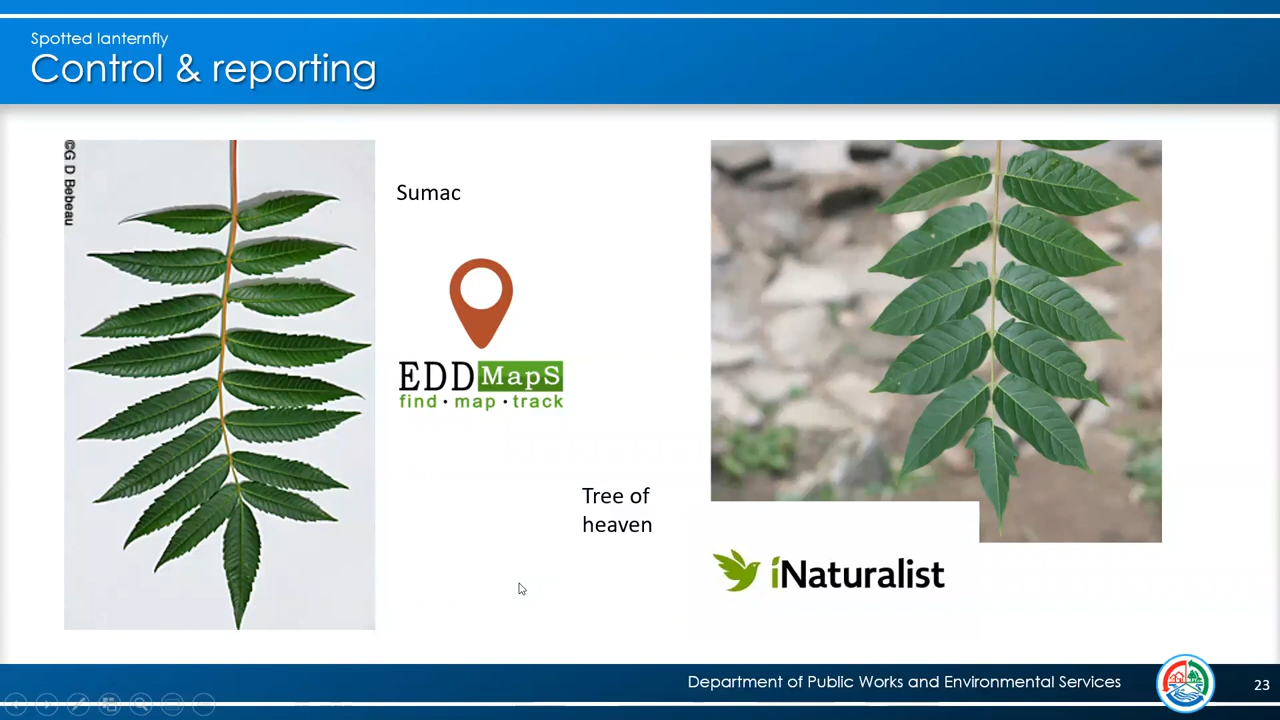 Spotted lanternfly
Control & reporting
©G D Bebeau
Sumac
EDDMapS
find · map · track
Tree of
heaven
iNaturalist
Department of Public Works and Environmental Services
23